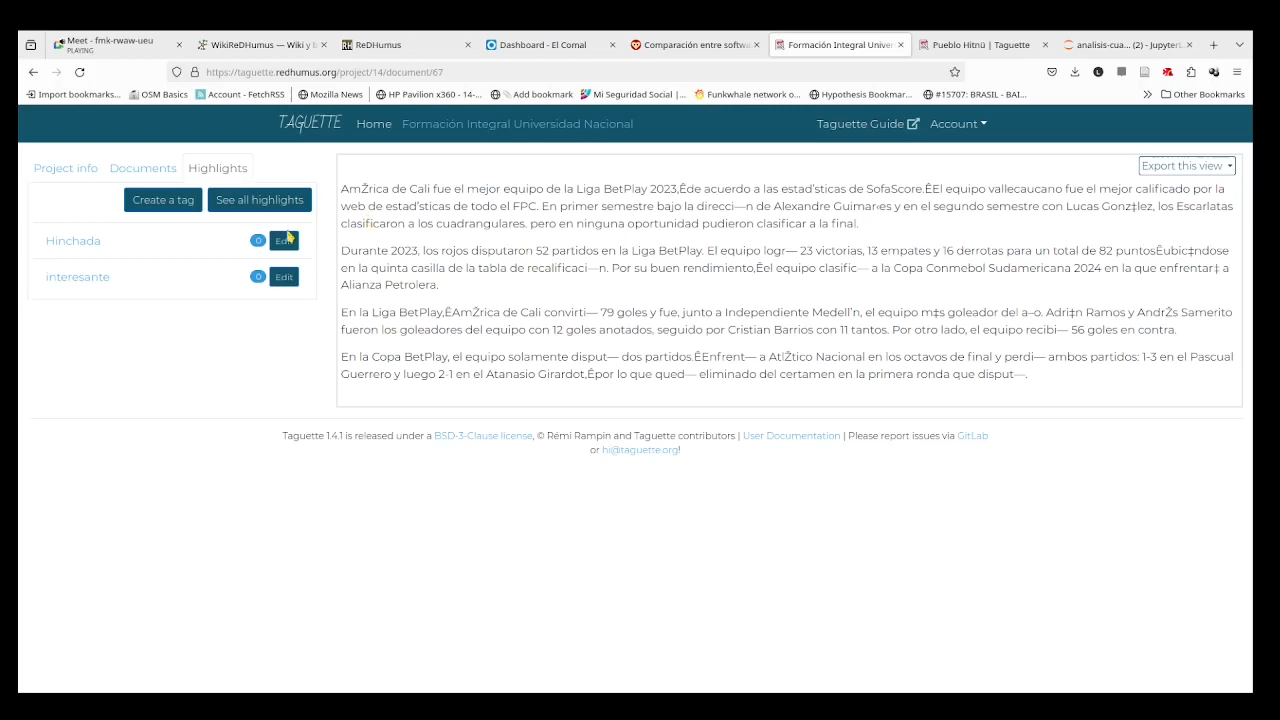 Meet - fmk-rwaw-ueu
PLAYING
WikiReDHumus — Wiki y b
ReDHumus
Dashboard - El Comal
Comparación entre softwa
Formación Integral Univer
Pueblo Hitnü | Taguette
analisis-cua... (2) - Jupyterl
https://taguette.redhumus.org/project/14/document/67
Import bookmarks...
OSM Basics
Account - FetchRSS
Mozilla News
HP Pavilion x360 - 14-...
Add bookmark
Mi Seguridad Social |...
Funkwhale network o...
Hypothesis Bookmar...
#15707: BRASIL - BAI...
Other Bookmarks
TAGUETTE
Home
Formación Integral Universidad Nacional
Taguette Guide
Account
Project info
Documents
Highlights
Create a tag
See all highlights
Hinchada
0
Edit
interesante
0
Edit
Export this view
AmŽrica de Cali fue el mejor equipo de la Liga BetPlay 2023,Êde acuerdo a las estad’sticas de SofaScore.ÊEl equipo vallecaucano fue el mejor calificado por la
web de estad’sticas de todo el FPC. En primer semestre bajo la direcci—n de Alexandre Guimar‹es y en el segundo semestre con Lucas Gonz‡lez, los Escarlatas
clasificaron a los cuadrangulares. pero en ninguna oportunidad pudieron clasificar a la final.
Durante 2023, los rojos disputaron 52 partidos en la Liga BetPlay. El equipo logr— 23 victorias, 13 empates y 16 derrotas para un total de 82 puntosÊubic‡ndose
en la quinta casilla de la tabla de recalificaci—n. Por su buen rendimiento,Êel equipo clasific— a la Copa Conmebol Sudamericana 2024 en la que enfrentar‡ a
Alianza Petrolera.
En la Liga BetPlay,ÊAmŽrica de Cali convirti— 79 goles y fue, junto a Independiente Medell’n, el equipo m‡s goleador del a–o. Adri‡n Ramos y AndrŽs Samerito
fueron los goleadores del equipo con 12 goles anotados, seguido por Cristian Barrios con 11 tantos. Por otro lado, el equipo recibi— 56 goles en contra.
En la Copa BetPlay, el equipo solamente disput— dos partidos.ÊEnfrent— a AtlŽtico Nacional en los octavos de final y perdi— ambos partidos: 1-3 en el Pascual
Guerrero y luego 2-1 en el Atanasio Girardot,Êpor lo que qued— eliminado del certamen en la primera ronda que disput—.
Taguette 1.4.1 is released under a BSD-3-Clause license, © Rémi Rampin and Taguette contributors | User Documentation | Please report issues via GitLab
or hi@taguette.org!